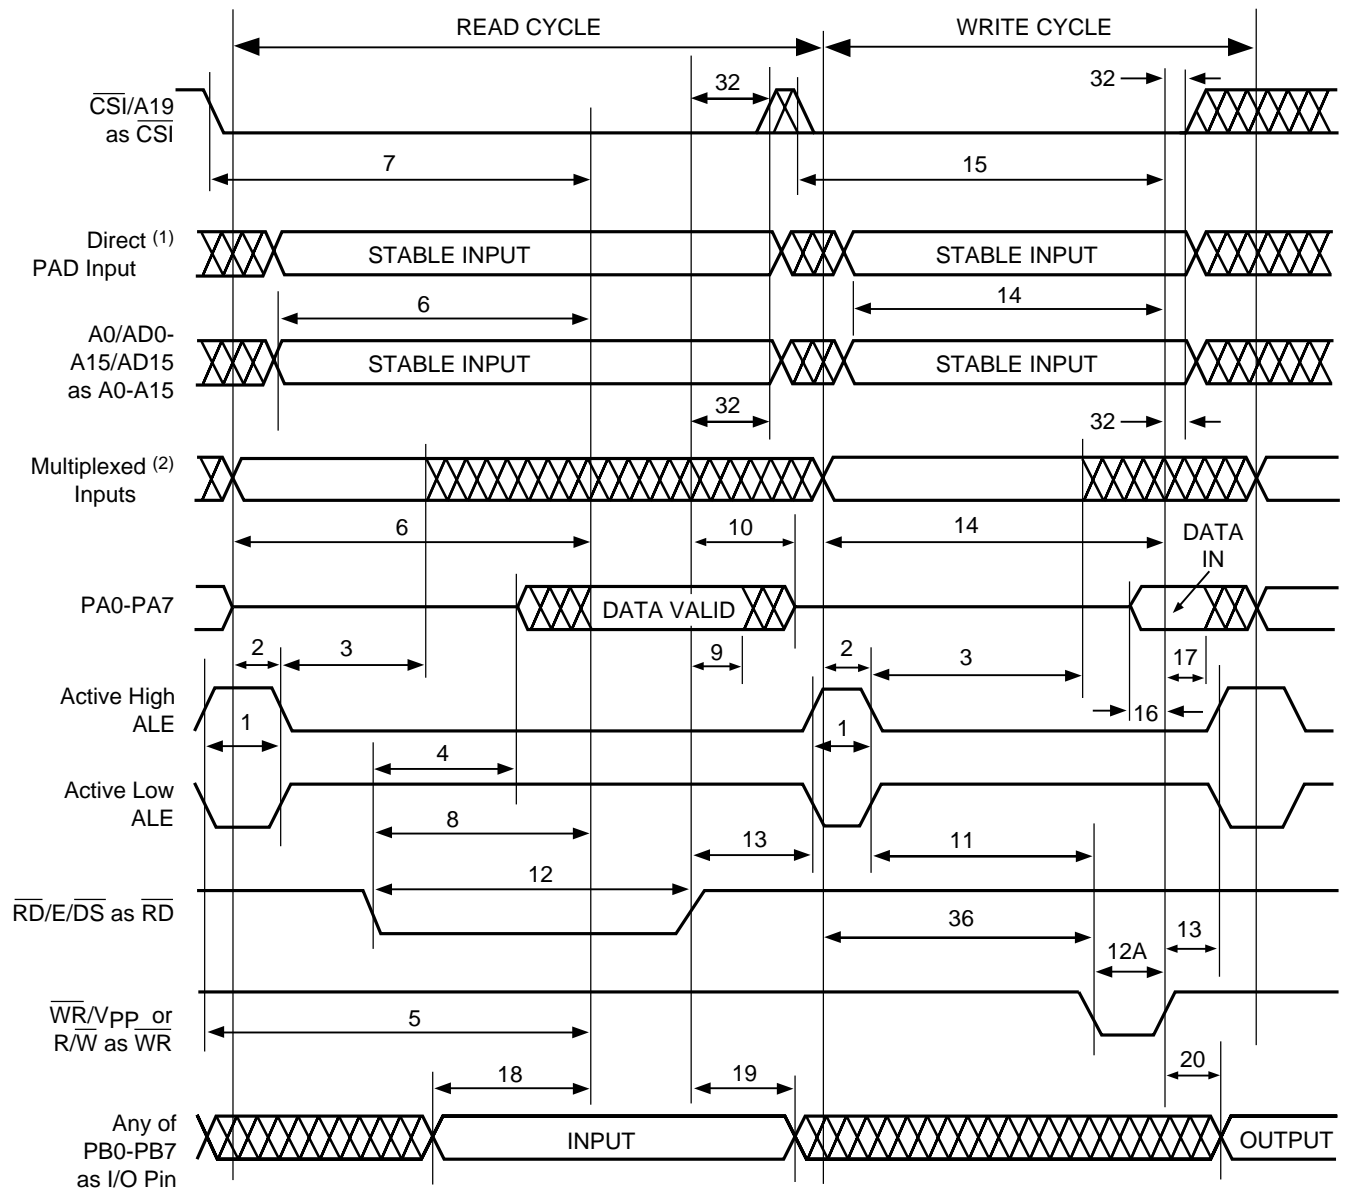 READ CYCLE
WRITE CYCLE
32
32
CSI/A19
as CSI
7
15
Direct (1)
PAD Input
STABLE INPUT
STABLE INPUT
6
14
A0/AD0-
A15/AD15
as A0-A15
STABLE INPUT
STABLE INPUT
32
32
Multiplexed (2)
Inputs
6
10
14
DATA
IN
PA0-PA7
DATA VALID
2
3
9
2
3
17
Active High
ALE
1
1
16
4
Active Low
ALE
8
13
11
12
RD/E/DS as RD
36
13
12A
WR/VPP or
R/W as WR
5
18
19
20
Any of
PB0-PB7
as I/O Pin
INPUT
OUTPUT